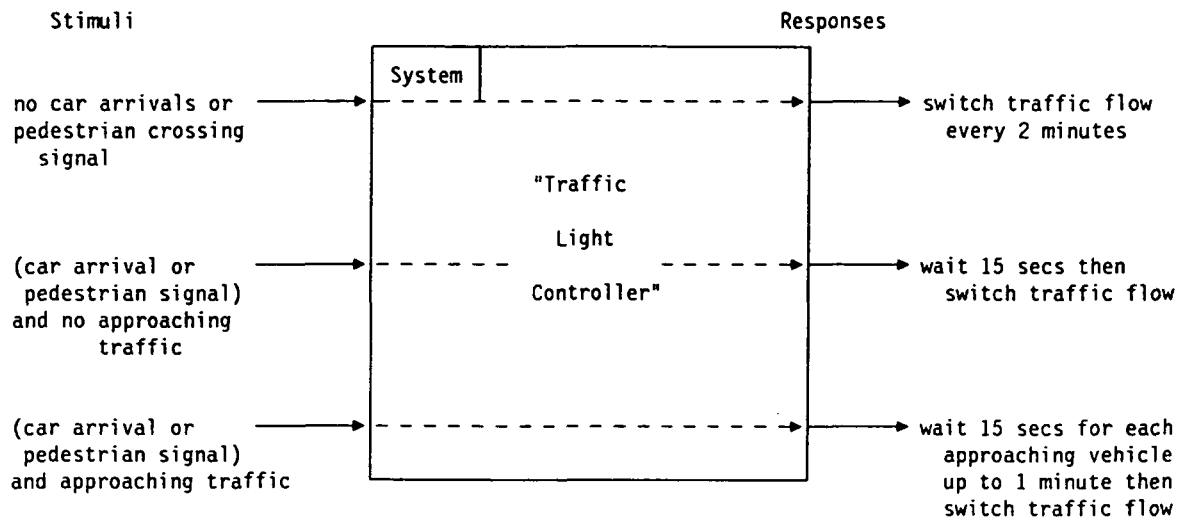 Stimuli
Responses
System
no car arrivals or
pedestrian crossing
signal
switch traffic flow
every 2 minutes
"Traffic
Light
Controller"
(car arrival or
pedestrian signal)
and no approaching
traffic
wait 15 secs then
switch traffic flow
(car arrival or
pedestrian signal)
and approaching traffic
wait 15 secs for each
approaching vehicle
up to 1 minute then
switch traffic flow